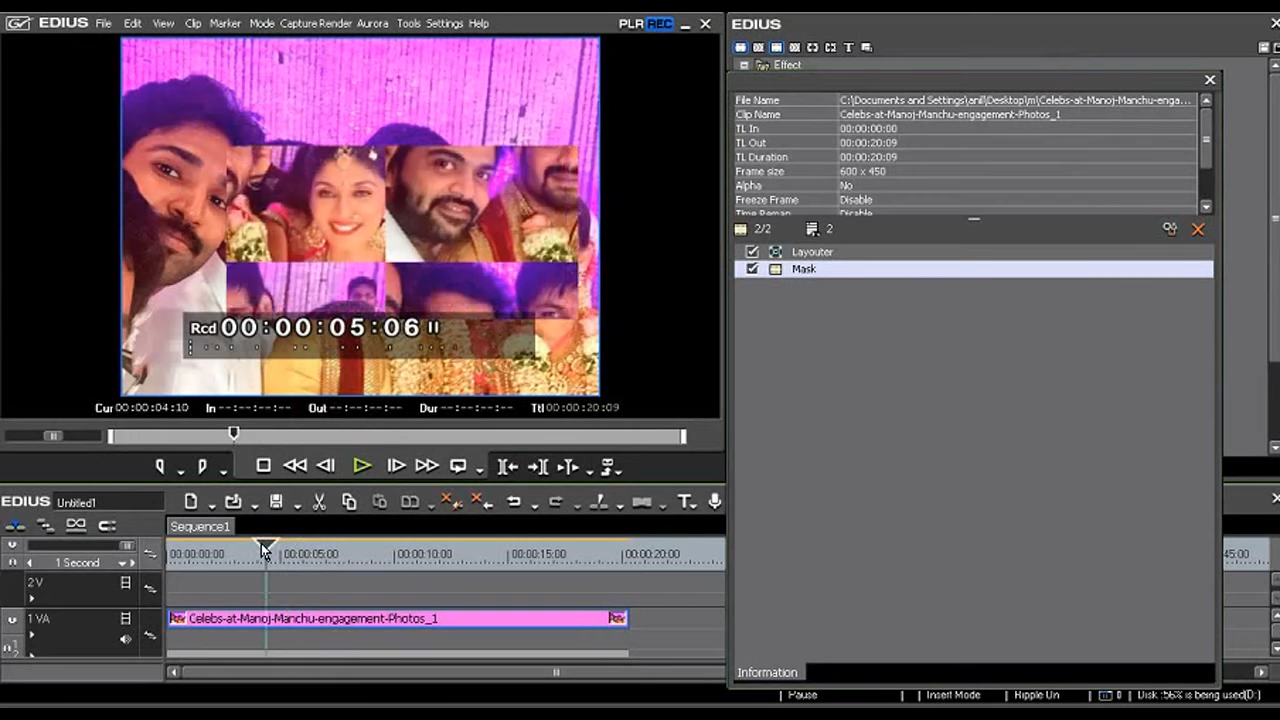 EDIUS File Edit View Clip Marker Mode Capture Render Aurora Tools Settings Help PLR REC
EDIUS
Effect
File Name C:\Documents and Settings\anil\Desktop\m\Celebs-at-Manoj-Manchu-enga...
Clip Name Celebs-at-Manoj-Manchu-engagement-Photos_1
TL In 00:00:00:00
TL Out 00:00:20:09
TL Duration 00:00:20:09
Frame size 600 x 450
Alpha No
Freeze Frame Disable
Time Remap Disable
2/2 2
Layouter
Mask
Rcd 00:00:05:06
Cur 00:00:04:10 In --:--:--:-- Out --:--:--:-- Dur --:--:--:-- Ttl 00:00:20:09
EDIUS Untitled1
Sequence1
1 Second
00:00:00:00 00:00:05:00 00:00:10:00 00:00:15:00 00:00:20:00 45:00
2 V
1 VA
Celebs-at-Manoj-Manchu-engagement-Photos_1
Information
Pause Insert Mode Ripple On 0 Disk :56% is being used(D:)